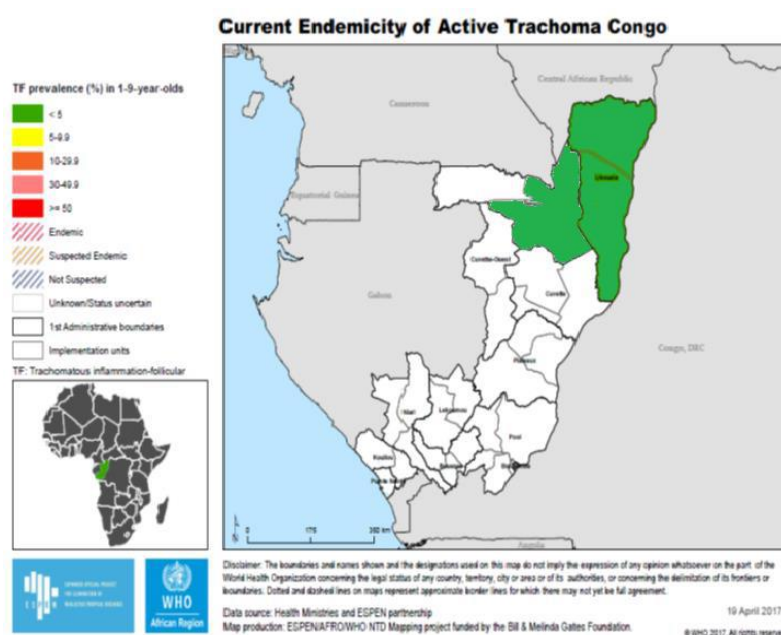 Current Endemicity of Active Trachoma Congo
TF prevalence (%) in 1-9-year-olds
< 5
5-9.9
10-29.9
30-49.9
>= 50
Endemic
Suspected Endemic
Not Suspected
Unknown/Status uncertain
1st Administrative boundaries
Implementation units
TF: Trachomatous inflammation-follicular
Central African Republic
Cameroon
Equatorial Guinea
Likouala
Cuvette-Ouest
Gabon
Cuvette
Congo, DRC
Plateaux
Niari
Lekoumou
Pool
Kouilou
Angola
0 175 350 km
ESPEN
WHO
African Region
Disclaimer: The boundaries and names shown and the designations used on this map do not imply the expression of any opinion whatsoever on the part of the
World Health Organization concerning the legal status of any country, territory, city or area or of its authorities, or concerning the delimitation of its frontiers or
boundaries. Dotted and dashed lines on maps represent approximate border lines for which there may not yet be full agreement.
Data source: Health Ministries and ESPEN partnership
19 April 2017
Map production: ESPEN/AFRO/WHO NTD Mapping project funded by the Bill & Melinda Gates Foundation.
© WHO 2017. All rights reserve